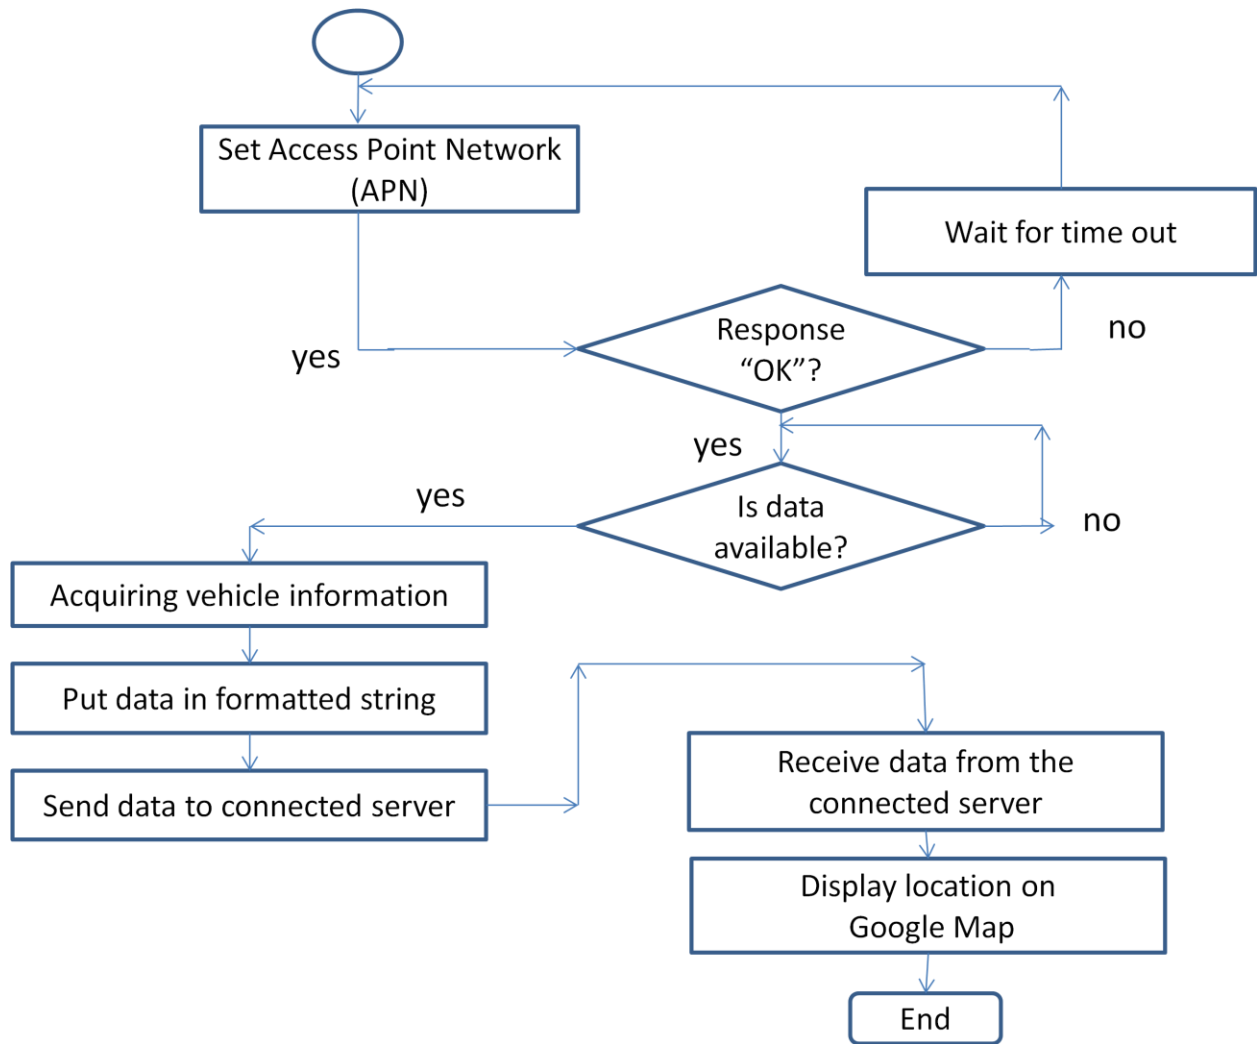 Set Access Point Network
(APN)
Wait for time out
Response
“OK”?
no
yes
yes
Is data
available?
no
yes
Acquiring vehicle information
Put data in formatted string
Send data to connected server
Receive data from the
connected server
Display location on
Google Map
End